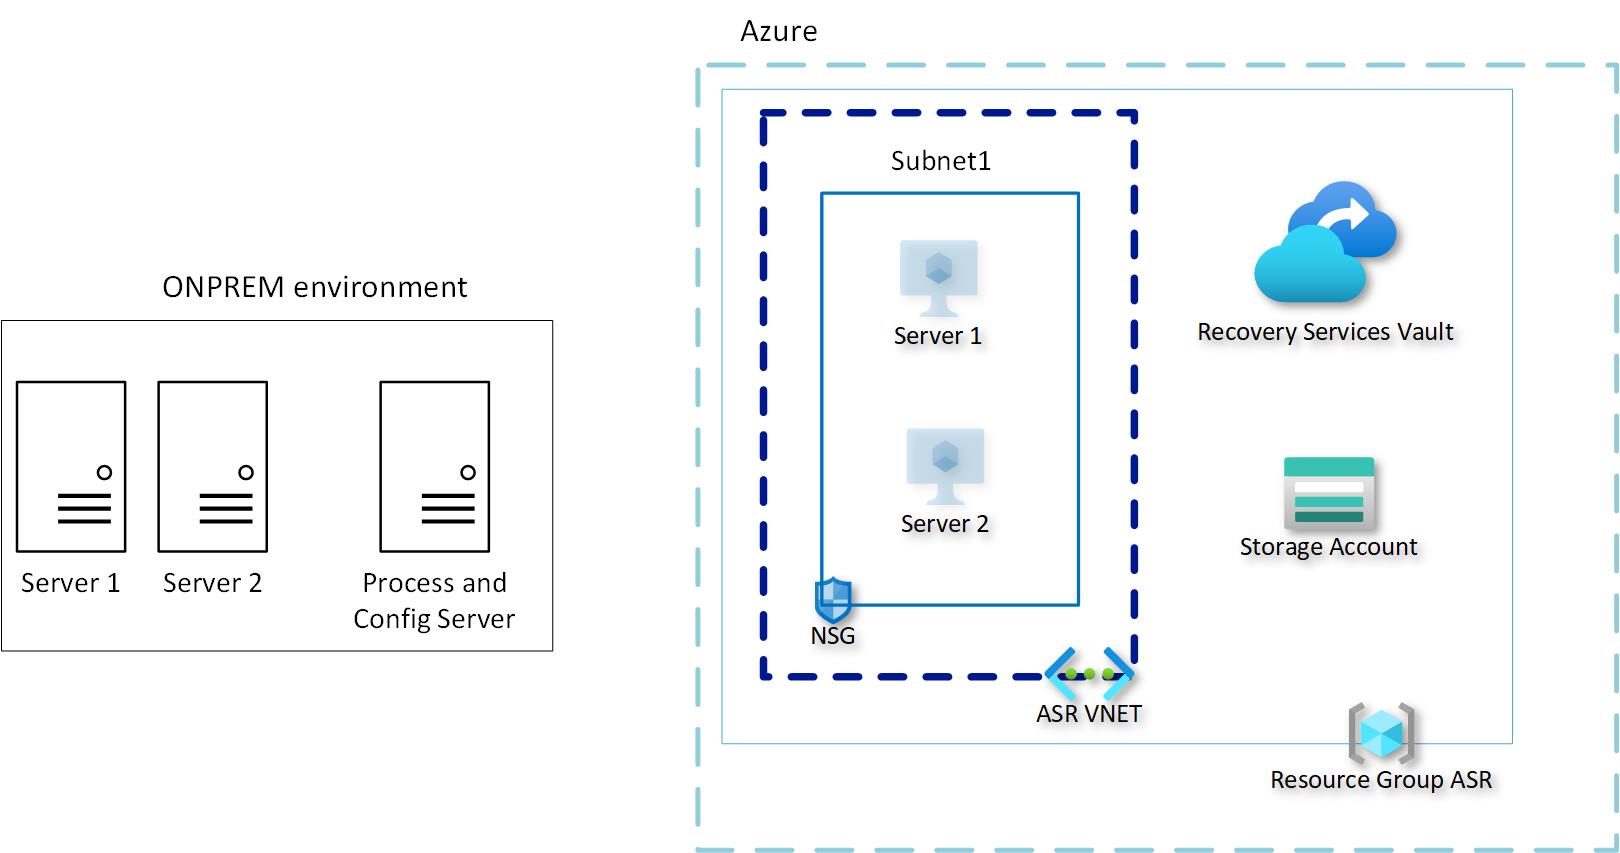 Azure
Subnet1
ONPREM environment
Server 1
Recovery Services Vault
Server 2
Storage Account
Server 1
Server 2
Process and
Config Server
NSG
ASR VNET
Resource Group ASR